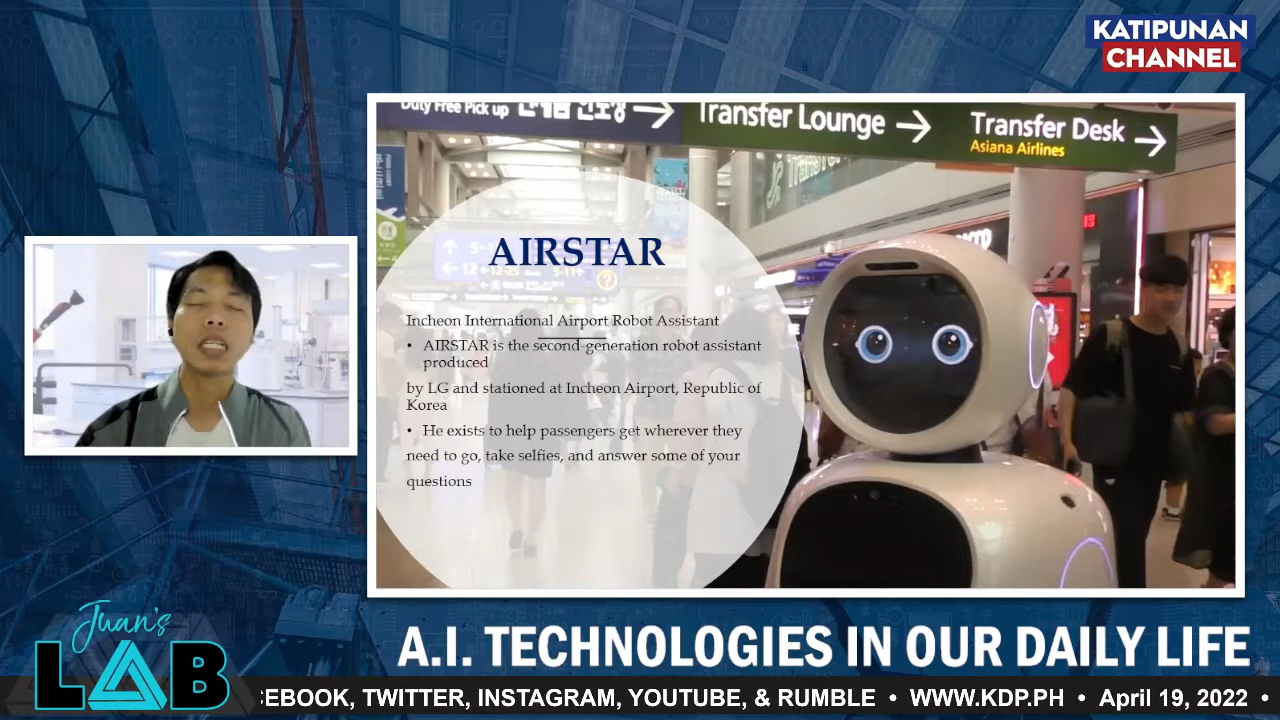 KATIPUNAN
CHANNEL
Duty Free Pick up
Transfer Lounge
Transfer Desk
Asiana Airlines
AIRSTAR
Incheon International Airport Robot Assistant
• AIRSTAR is the second-generation robot assistant
produced
by LG and stationed at Incheon Airport, Republic of
Korea
• He exists to help passengers get wherever they
need to go, take selfies, and answer some of your
questions
Juan's
LAB
A.I. TECHNOLOGIES IN OUR DAILY LIFE
CEBOOK, TWITTER, INSTAGRAM, YOUTUBE, & RUMBLE • WWW.KDP.PH • April 19, 2022 •